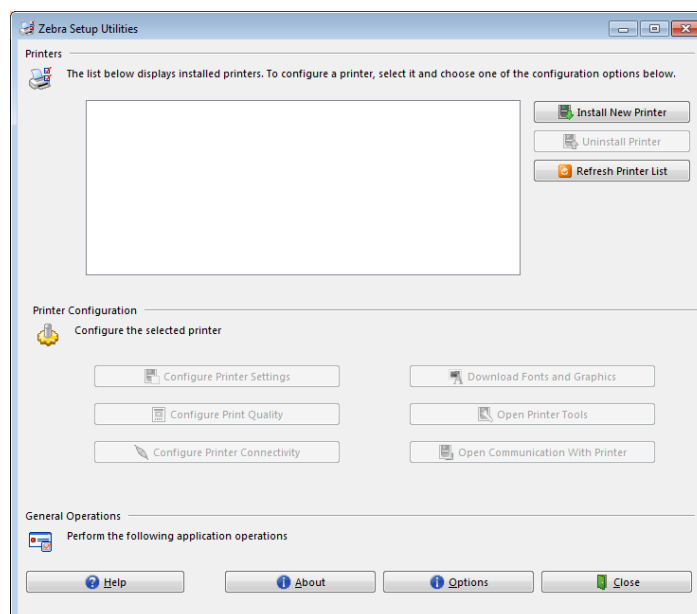 Zebra Setup Utilities
Printers
The list below displays installed printers. To configure a printer, select it and choose one of the configuration options below.
Install New Printer
Uninstall Printer
Refresh Printer List
Printer Configuration
Configure the selected printer
Configure Printer Settings
Download Fonts and Graphics
Configure Print Quality
Open Printer Tools
Configure Printer Connectivity
Open Communication With Printer
General Operations
Perform the following application operations
Help
About
Options
Close